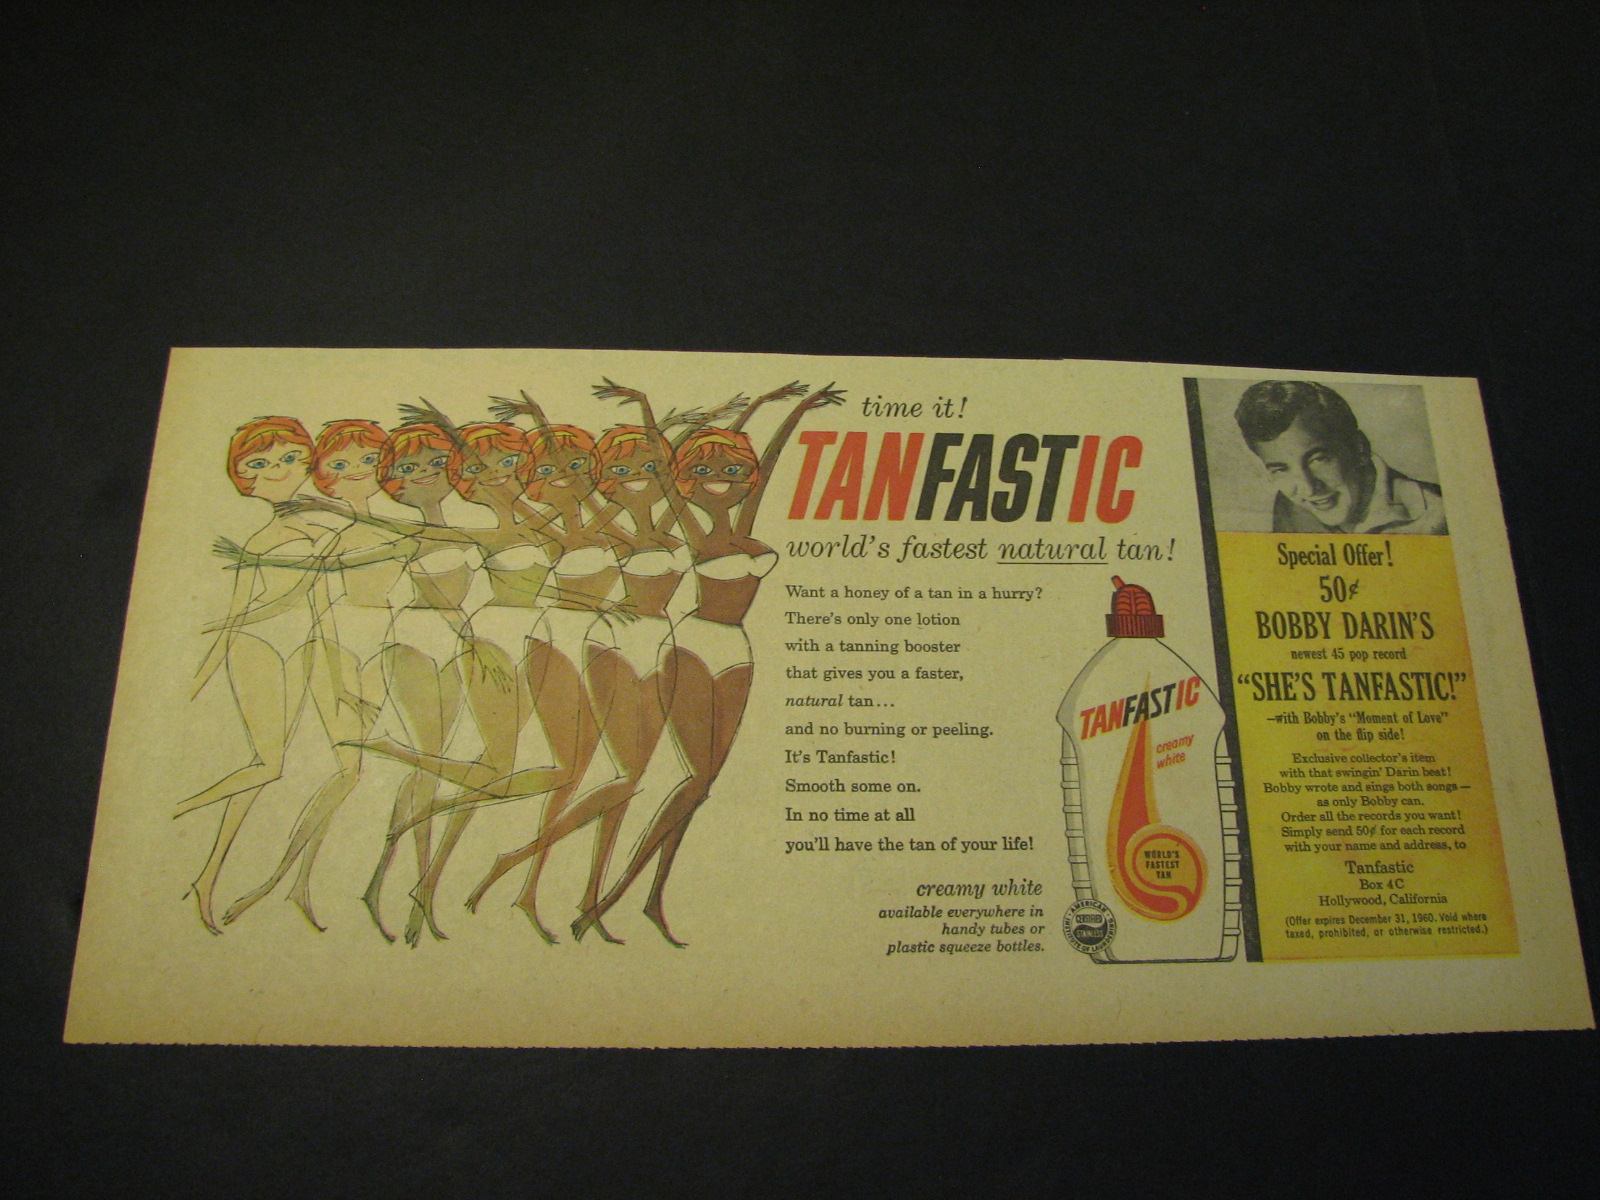 time it!
TANFASTIC
world's fastest natural tan!
Want a honey of a tan in a hurry?
There's only one lotion
with a tanning booster
that gives you a faster,
natural tan...
and no burning or peeling.
It's Tanfastic!
Smooth some on.
In no time at all
you'll have the tan of your life!
creamy white
available everywhere in
handy tubes or
plastic squeeze bottles.
TANFASTIC
creamy
white
WORLD'S
FASTEST
TAN
AMERICAN
INSTITUTE OF LAUNDERING
CERTIFIED
Special Offer!
50¢
BOBBY DARIN'S
newest 45 pop record
"SHE'S TANFASTIC!"
—with Bobby's "Moment of Love"
on the flip side!
Exclusive collector's item
with that swingin' Darin beat!
Bobby wrote and sings both songs—
as only Bobby can.
Order all the records you want!
Simply send 50¢ for each record
with your name and address, to
Tanfastic
Box 4C
Hollywood, California
(Offer expires December 31, 1960. Void where
taxed, prohibited, or otherwise restricted.)